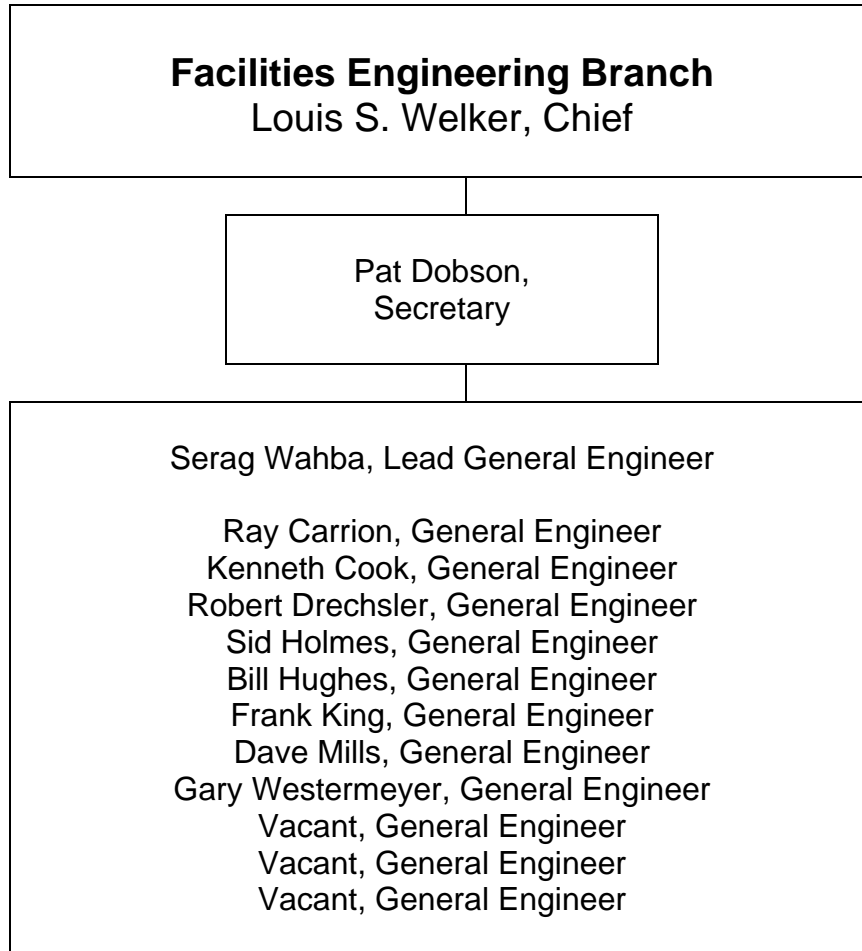 Facilities Engineering Branch
Louis S. Welker, Chief
Pat Dobson,
Secretary
Serag Wahba, Lead General Engineer
Ray Carrion, General Engineer
Kenneth Cook, General Engineer
Robert Drechsler, General Engineer
Sid Holmes, General Engineer
Bill Hughes, General Engineer
Frank King, General Engineer
Dave Mills, General Engineer
Gary Westermeyer, General Engineer
Vacant, General Engineer
Vacant, General Engineer
Vacant, General Engineer